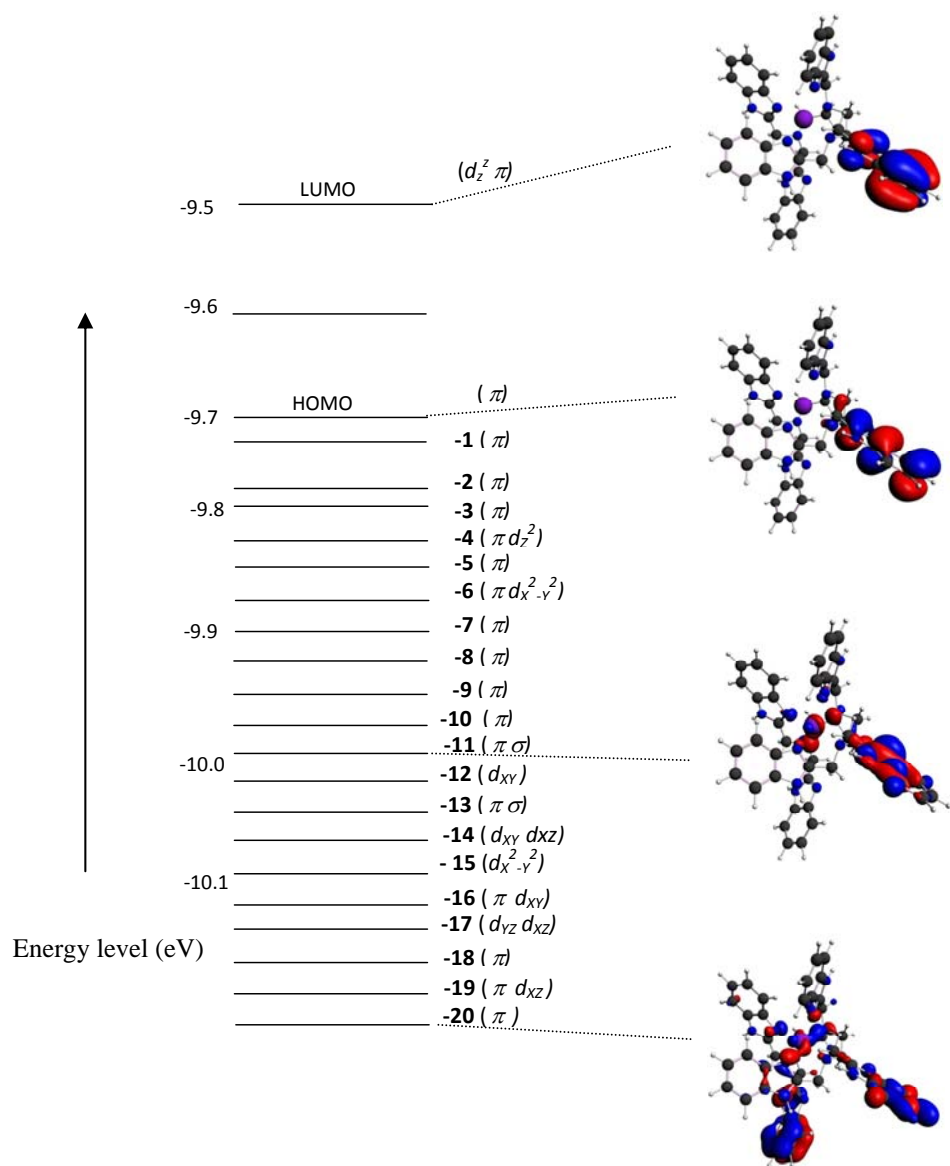 (d_z^z π)
LUMO
-9.5
-9.6
(π)
HOMO
-9.7
-1 (π)
-2 (π)
-3 (π)
-9.8
-4 (π d_Z^2)
-5 (π)
-6 (π d_X^2_-Y^2)
-9.9
-7 (π)
-8 (π)
-9 (π)
-10 (π)
-11 (π σ)
-10.0
-12 (d_XY)
-13 (π σ)
-14 (d_XY dxz)
-15 (d_X^2_-Y^2)
-10.1
-16 (π d_XY)
-17 (d_YZ d_XZ)
Energy level (eV)
-18 (π)
-19 (π d_XZ)
-20 (π )